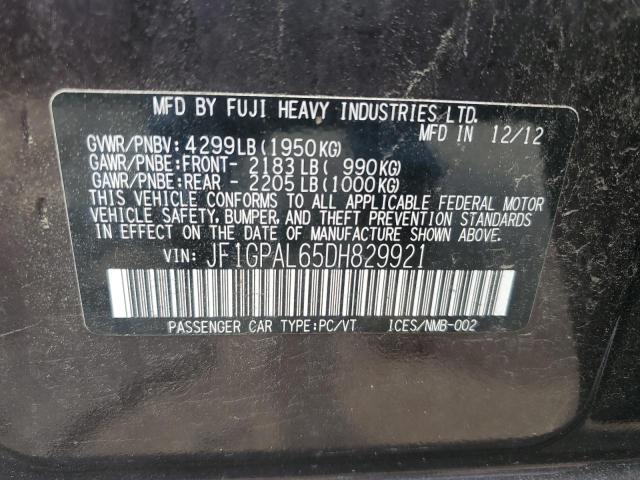 MFD BY FUJI HEAVY INDUSTRIES LTD.
MFD IN 12/12
GVWR/PNBV: 4299LB(1950KG)
GAWR/PNBE:FRONT- 2183LB( 990KG)
GAWR/PNBE:REAR - 2205LB(1000KG)
THIS VEHICLE CONFORMS TO ALL APPLICABLE FEDERAL MOTOR
VEHICLE SAFETY, BUMPER, AND THEFT PREVENTION STANDARDS
IN EFFECT ON THE DATE OF MANUFACTURE SHOWN ABOVE.
VIN: JF1GPAL65DH829921
PASSENGER CAR TYPE:PC/VT ICES/NMB-002